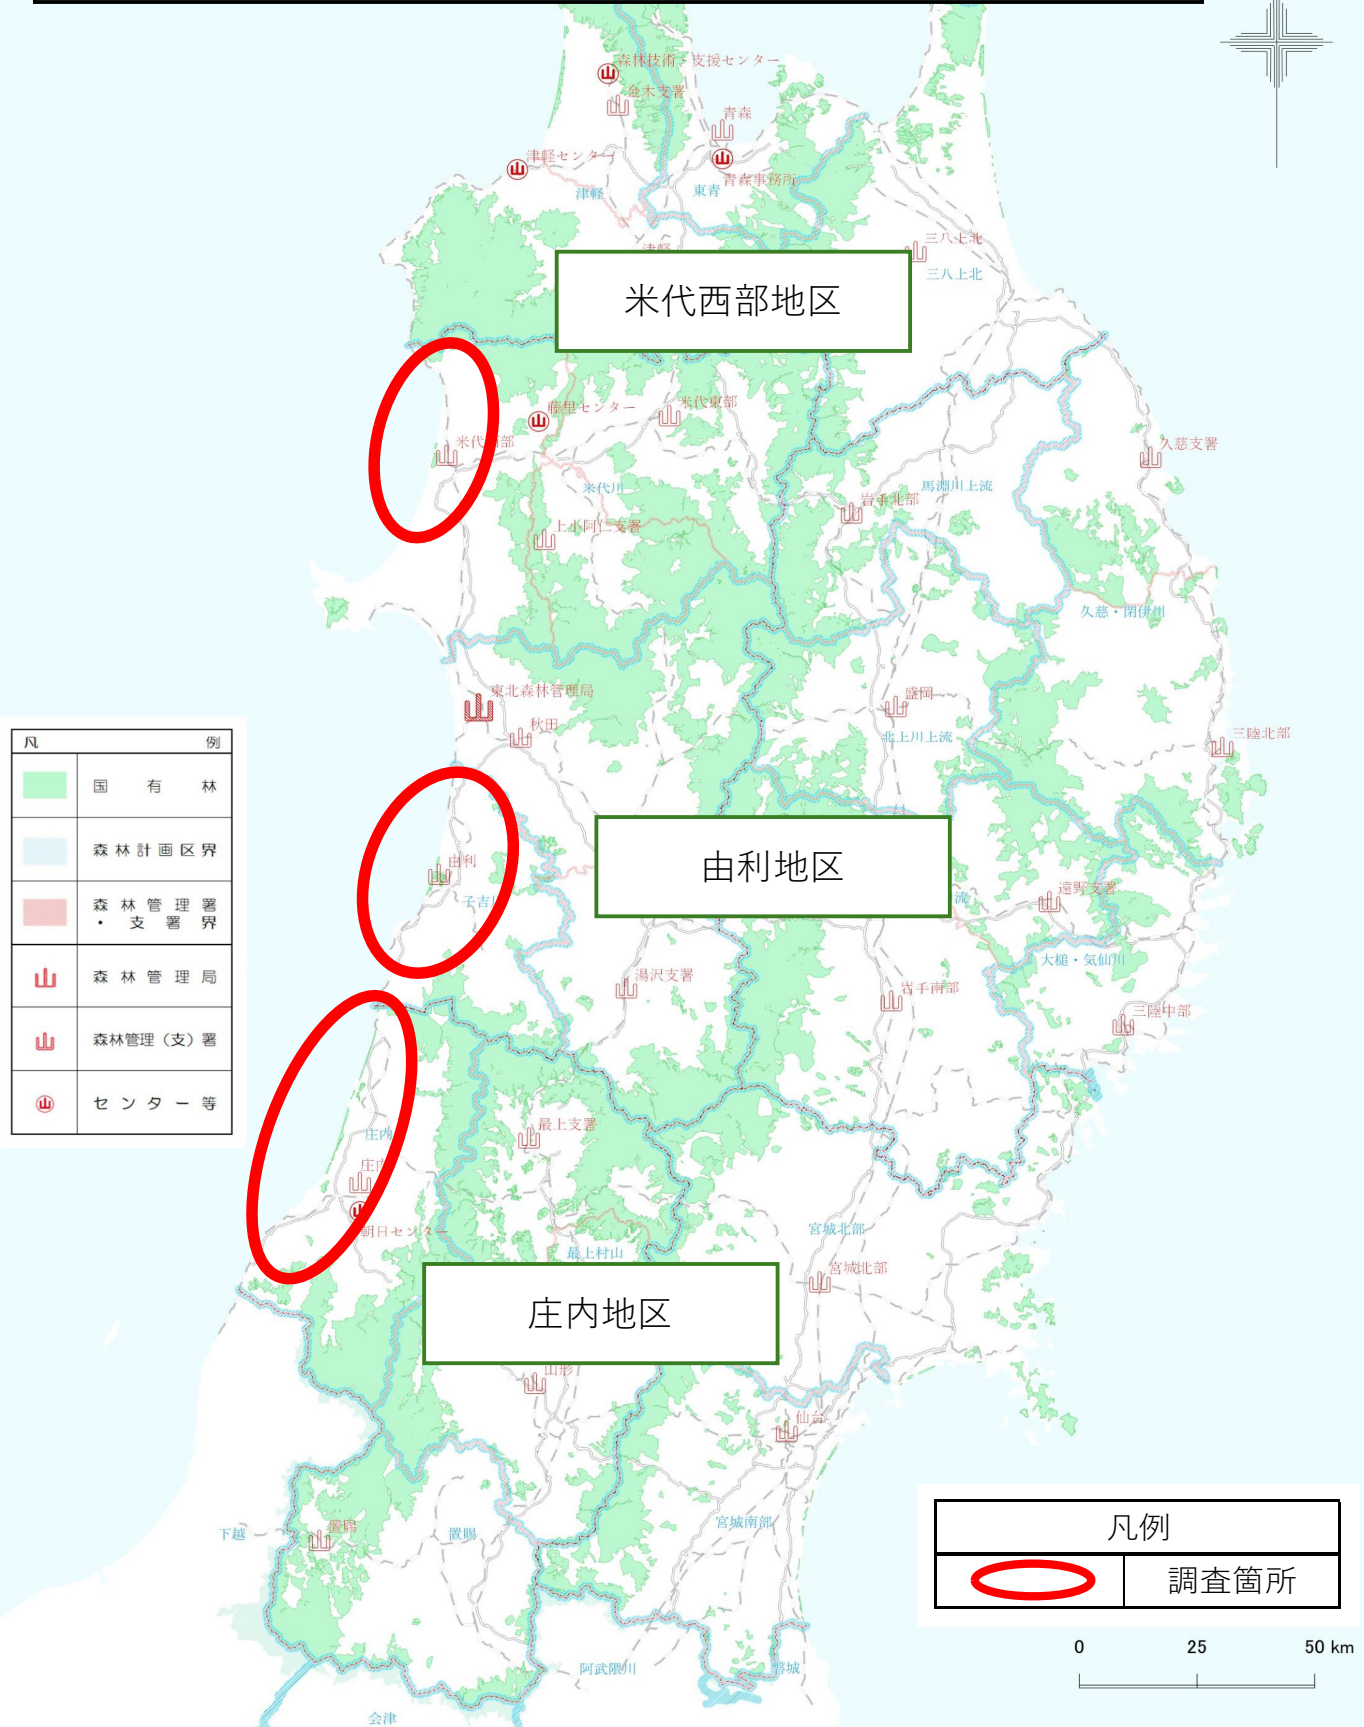 森林技術・支援センター
金木支署
青森
津軽センター
青森事務所
津軽
東青
津軽
三八上北
三八上北
米代西部地区
藤里センター
米代東部
米代西部
久慈支署
米代川
馬淵川上流
岩手北部
上小阿仁支署
久慈・閉伊川
東北森林管理局
盛岡
秋田
北上川上流
三陸北部
凡例
国有林
森林計画区界
森林管理署
・支署界
森林管理局
森林管理（支）署
センター等
由利地区
由利
子吉川
遠野支署
流
大槌・気仙川
湯沢支署
岩手南部
三陸中部
最上支署
庄内
庄内
朝日センター
宮城北部
最上村山
宮城北部
庄内地区
山形
仙台
下越
置賜
置賜
宮城南部
凡例
調査箇所
0 25 50 km
阿武隈川
磐城
会津